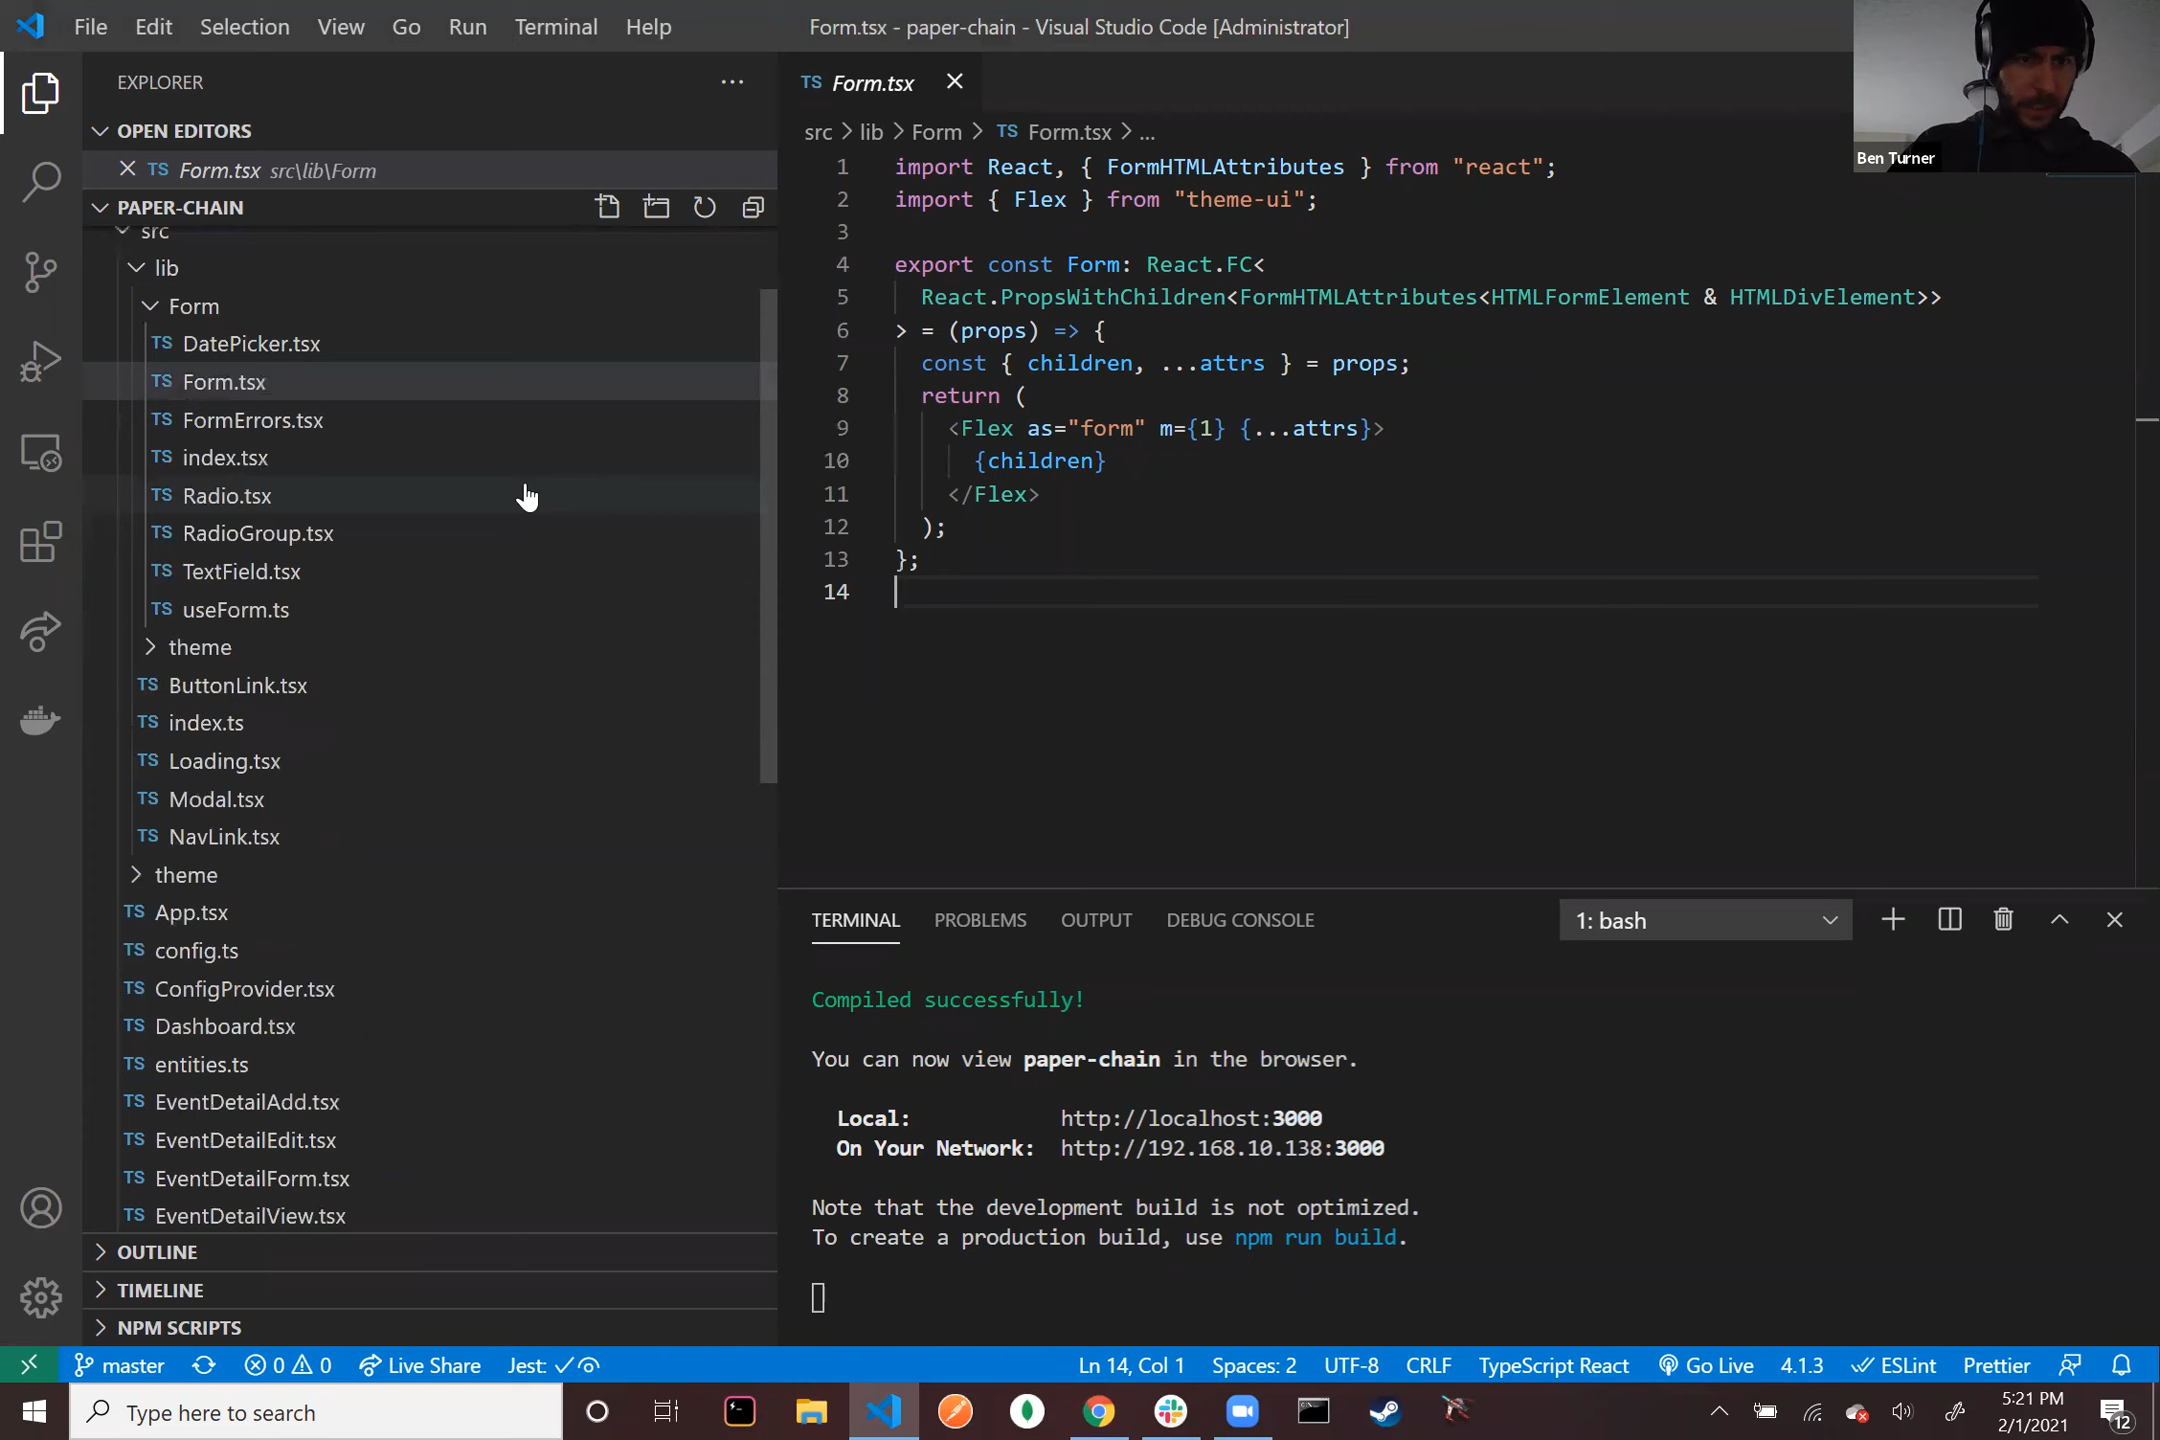 File Edit Selection View Go Run Terminal Help
Form.tsx - paper-chain - Visual Studio Code [Administrator]
Ben Turner
EXPLORER
OPEN EDITORS
TS Form.tsx src\lib\Form
PAPER-CHAIN
src
lib
Form
TS DatePicker.tsx
TS Form.tsx
TS FormErrors.tsx
TS index.tsx
TS Radio.tsx
TS RadioGroup.tsx
TS TextField.tsx
TS useForm.ts
theme
TS ButtonLink.tsx
TS index.ts
TS Loading.tsx
TS Modal.tsx
TS NavLink.tsx
theme
TS App.tsx
TS config.ts
TS ConfigProvider.tsx
TS Dashboard.tsx
TS entities.ts
TS EventDetailAdd.tsx
TS EventDetailEdit.tsx
TS EventDetailForm.tsx
TS EventDetailView.tsx
OUTLINE
TIMELINE
NPM SCRIPTS
TS Form.tsx
src > lib > Form > TS Form.tsx > ...
1 import React, { FormHTMLAttributes } from "react";
2 import { Flex } from "theme-ui";
3
4 export const Form: React.FC<
5 React.PropsWithChildren<FormHTMLAttributes<HTMLFormElement & HTMLDivElement>>
6 > = (props) => {
7 const { children, ...attrs } = props;
8 return (
9 <Flex as="form" m={1} {...attrs}>
10 {children}
11 </Flex>
12 );
13 };
14
TERMINAL PROBLEMS OUTPUT DEBUG CONSOLE 1: bash
Compiled successfully!
You can now view paper-chain in the browser.
Local: http://localhost:3000
On Your Network: http://192.168.10.138:3000
Note that the development build is not optimized.
To create a production build, use npm run build.
master 0 0 Live Share Jest: Ln 14, Col 1 Spaces: 2 UTF-8 CRLF TypeScript React Go Live 4.1.3 ESLint Prettier
Type here to search
5:21 PM
2/1/2021
12